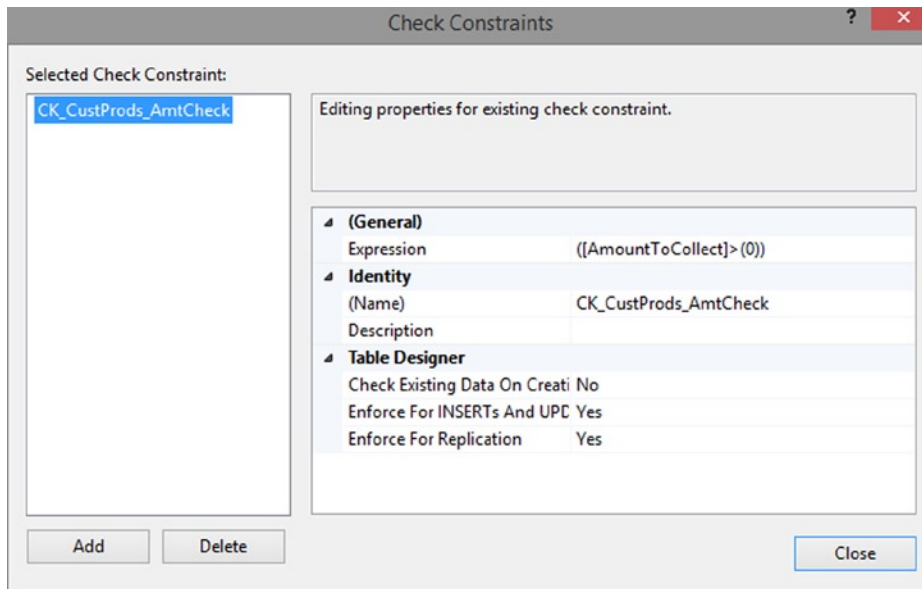 Check Constraints
?
Selected Check Constraint:
CK_CustProds_AmtCheck
Editing properties for existing check constraint.
(General)
Expression ([AmountToCollect]>(0))
Identity
(Name) CK_CustProds_AmtCheck
Description
Table Designer
Check Existing Data On Creati No
Enforce For INSERTs And UPD Yes
Enforce For Replication Yes
Add Delete
Close